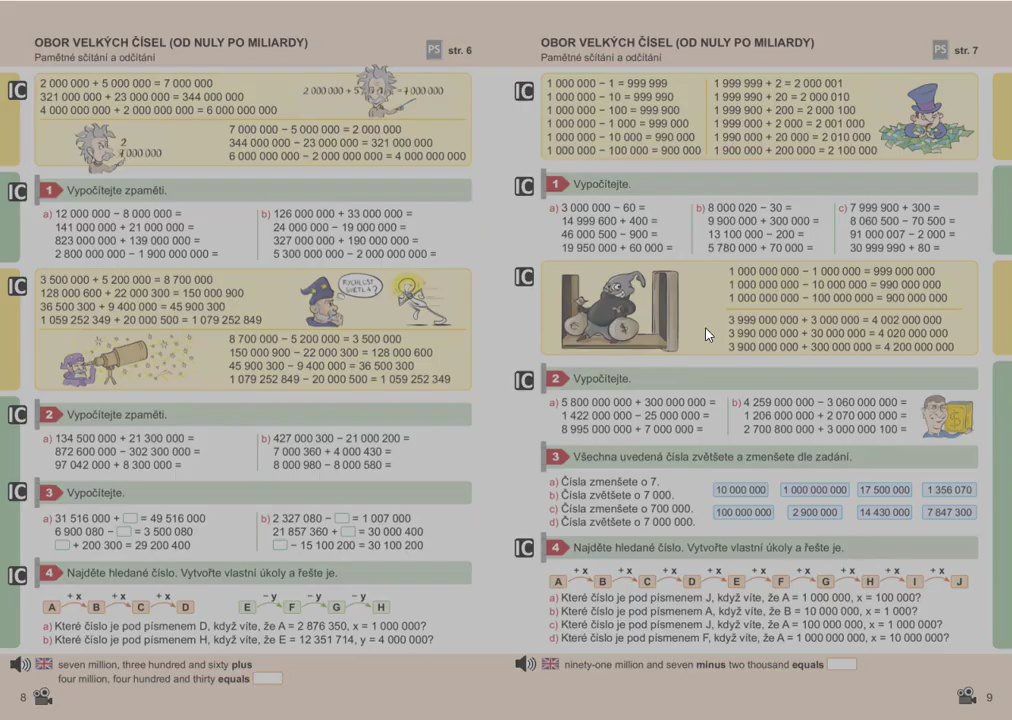 OBOR VELKÝCH ČÍSEL (OD NULY PO MILIARDY)
Pamětné sčítání a odčítání
PS str. 6
IC
2 000 000 + 5 000 000 = 7 000 000
321 000 000 + 23 000 000 = 344 000 000
4 000 000 000 + 2 000 000 000 = 6 000 000 000
7 000 000 − 5 000 000 = 2 000 000
344 000 000 − 23 000 000 = 321 000 000
6 000 000 000 − 2 000 000 000 = 4 000 000 000
IC
1 Vypočítejte zpaměti.
a) 12 000 000 − 8 000 000 =
141 000 000 + 21 000 000 =
823 000 000 + 139 000 000 =
2 800 000 000 − 1 900 000 000 =
b) 126 000 000 + 33 000 000 =
24 000 000 − 19 000 000 =
327 000 000 + 190 000 000 =
5 300 000 000 − 2 000 000 000 =
IC
3 500 000 + 5 200 000 = 8 700 000
128 000 600 + 22 000 300 = 150 000 900
36 500 300 + 9 400 000 = 45 900 300
1 059 252 349 + 20 000 500 = 1 079 252 849
RYCHLOST SVĚTLA?
8 700 000 − 5 200 000 = 3 500 000
150 000 900 − 22 000 300 = 128 000 600
45 900 300 − 9 400 000 = 36 500 300
1 079 252 849 − 20 000 500 = 1 059 252 349
IC
2 Vypočítejte zpaměti.
a) 134 500 000 + 21 300 000 =
872 600 000 − 302 300 000 =
97 042 000 + 8 300 000 =
b) 427 000 300 − 21 000 200 =
7 000 360 + 4 000 430 =
8 000 980 − 8 000 580 =
IC
3 Vypočítejte.
a) 31 516 000 + = 49 516 000
6 900 080 − = 3 500 080
+ 200 300 = 29 200 400
b) 2 327 080 − = 1 007 000
21 857 360 + = 30 000 400
− 15 100 200 = 30 100 200
IC
4 Najděte hledané číslo. Vytvořte vlastní úkoly a řešte je.
+ x + x + x − y − y − y
A B C D E F G H
a) Které číslo je pod písmenem D, když víte, že A = 2 876 350, x = 1 000 000?
b) Které číslo je pod písmenem H, když víte, že E = 12 351 714, y = 4 000 000?
seven million, three hundred and sixty plus
four million, four hundred and thirty equals
8
OBOR VELKÝCH ČÍSEL (OD NULY PO MILIARDY)
Pamětné sčítání a odčítání
PS str. 7
IC
1 000 000 − 1 = 999 999
1 000 000 − 10 = 999 990
1 000 000 − 100 = 999 900
1 000 000 − 1 000 = 999 000
1 000 000 − 10 000 = 990 000
1 000 000 − 100 000 = 900 000
1 999 999 + 2 = 2 000 001
1 999 990 + 20 = 2 000 010
1 999 900 + 200 = 2 000 100
1 999 000 + 2 000 = 2 001 000
1 990 000 + 20 000 = 2 010 000
1 900 000 + 200 000 = 2 100 000
IC
1 Vypočítejte.
a) 3 000 000 − 60 =
14 999 600 + 400 =
46 000 500 − 900 =
19 950 000 + 60 000 =
b) 8 000 020 − 30 =
9 900 000 + 300 000 =
13 100 000 − 200 =
5 780 000 + 70 000 =
c) 7 999 900 + 300 =
8 060 500 − 70 500 =
91 000 007 − 2 000 =
30 999 990 + 80 =
IC
1 000 000 000 − 1 000 000 = 999 000 000
1 000 000 000 − 10 000 000 = 990 000 000
1 000 000 000 − 100 000 000 = 900 000 000
3 999 000 000 + 3 000 000 = 4 002 000 000
3 990 000 000 + 30 000 000 = 4 020 000 000
3 900 000 000 + 300 000 000 = 4 200 000 000
IC
2 Vypočítejte.
a) 5 800 000 000 + 300 000 000 =
1 422 000 000 − 25 000 000 =
8 995 000 000 + 7 000 000 =
b) 4 259 000 000 − 3 060 000 000 =
1 206 000 000 + 2 070 000 000 =
2 700 800 000 + 3 000 000 100 =
IC
3 Všechna uvedená čísla zvětšete a zmenšete dle zadání.
a) Čísla zmenšete o 7.
b) Čísla zvětšete o 7 000.
c) Čísla zmenšete o 700 000.
d) Čísla zvětšete o 7 000 000.
10 000 000 1 000 000 000 17 500 000 1 356 070
100 000 000 2 900 000 14 430 000 7 847 300
IC
4 Najděte hledané číslo. Vytvořte vlastní úkoly a řešte je.
+ x + x + x + x + x + x + x + x + x
A B C D E F G H I J
a) Které číslo je pod písmenem J, když víte, že A = 1 000 000, x = 100 000?
b) Které číslo je pod písmenem A, když víte, že B = 10 000 000, x = 1 000?
c) Které číslo je pod písmenem J, když víte, že A = 100 000 000, x = 1 000 000?
d) Které číslo je pod písmenem F, když víte, že A = 1 000 000 000, x = 10 000 000?
ninety-one million and seven minus two thousand equals
9